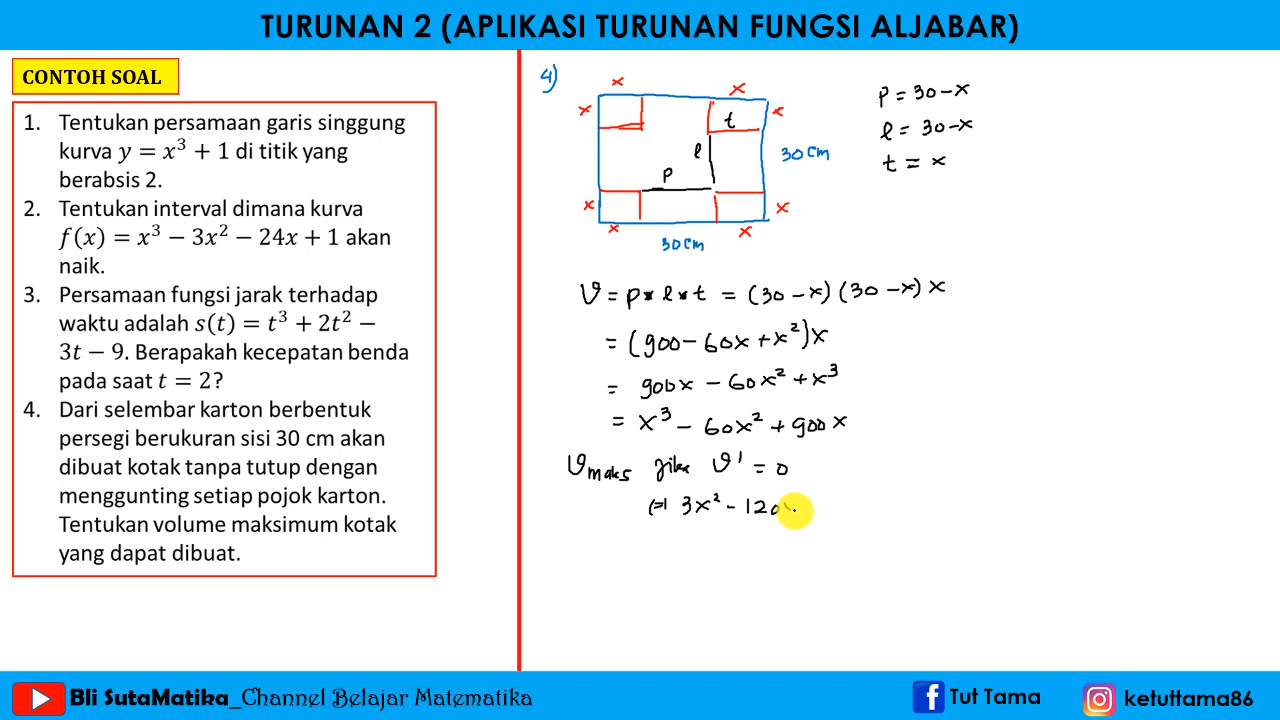 TURUNAN 2 (APLIKASI TURUNAN FUNGSI ALJABAR)
CONTOH SOAL
1. Tentukan persamaan garis singgung
kurva y = x³ + 1 di titik yang
berabsis 2.
2. Tentukan interval dimana kurva
f(x) = x³ − 3x² − 24x + 1 akan
naik.
3. Persamaan fungsi jarak terhadap
waktu adalah s(t) = t³ + 2t² −
3t − 9. Berapakah kecepatan benda
pada saat t = 2?
4. Dari selembar karton berbentuk
persegi berukuran sisi 30 cm akan
dibuat kotak tanpa tutup dengan
menggunting setiap pojok karton.
Tentukan volume maksimum kotak
yang dapat dibuat.
4)
x x
x t x
l 30 cm
p
x x
x x
30 cm
p = 30 - x
l = 30 - x
t = x
V = p * l * t = (30 - x)(30 - x) x
= (900 - 60x + x²)x
= 900x - 60x² + x³
= x³ - 60x² + 900x
V maks jika V' = 0
3x² - 120
Bli SutaMatika_Channel Belajar Matematika
Tut Tama
ketuttama86